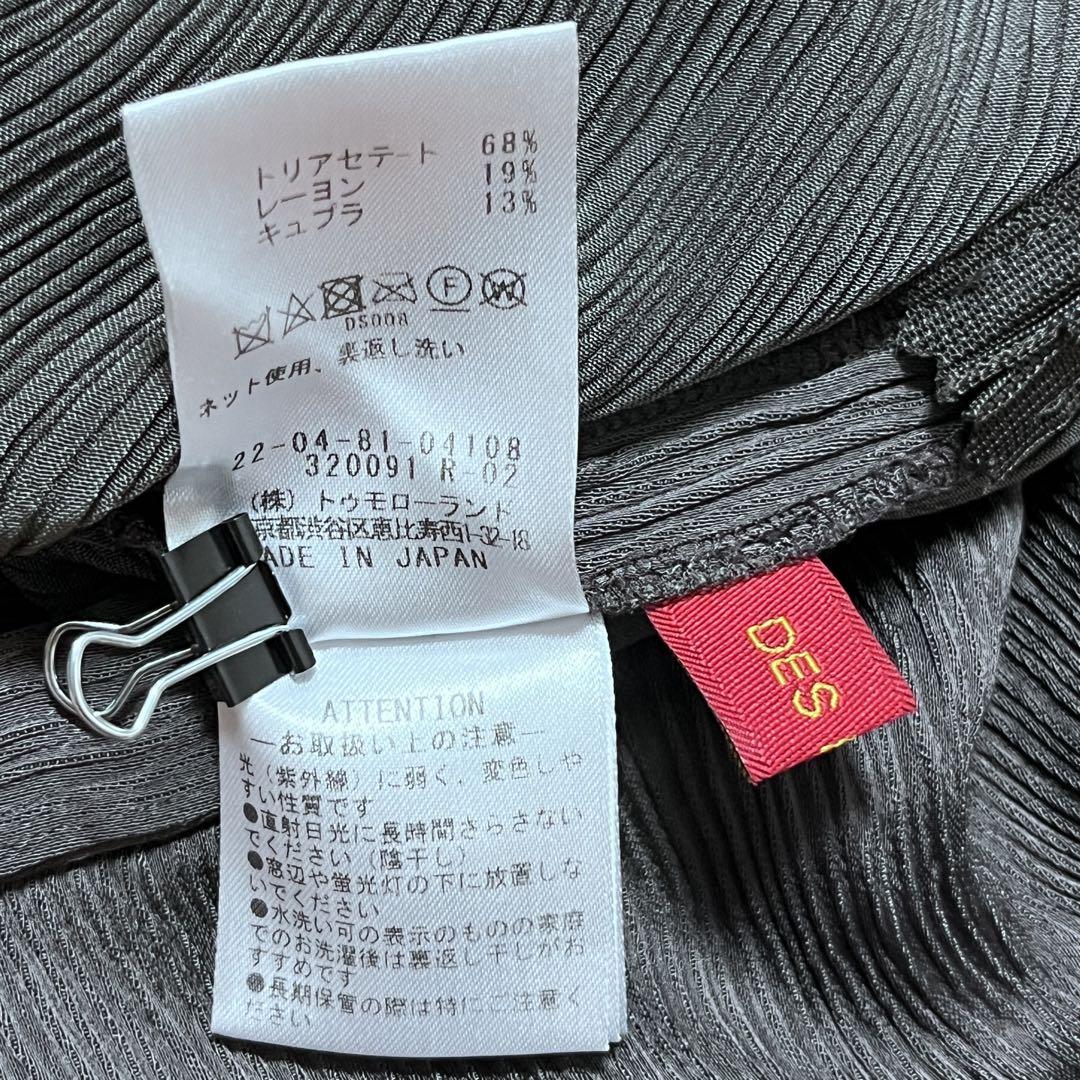 トリアセテート 68%
レーヨン 19%
キュプラ 13%
F W
DS008
ネット使用、裏返し洗い
22-04-81-04108
320091 R-02
(株) トゥモローランド
京都渋谷区恵比寿西1-32-18
ADE IN JAPAN
ATTENTION
―お取扱い上の注意―
光(紫外線)に弱く、変色しや
すい性質です
●直射日光に長時間さらさない
でください(陰干し)
●窓辺や蛍光灯の下に放置しな
いでください
●水洗い可の表示のものの家庭
でのお洗濯後は裏返し干しがお
すすめです
●長期保管の際は特にご注意く
ださい
DES